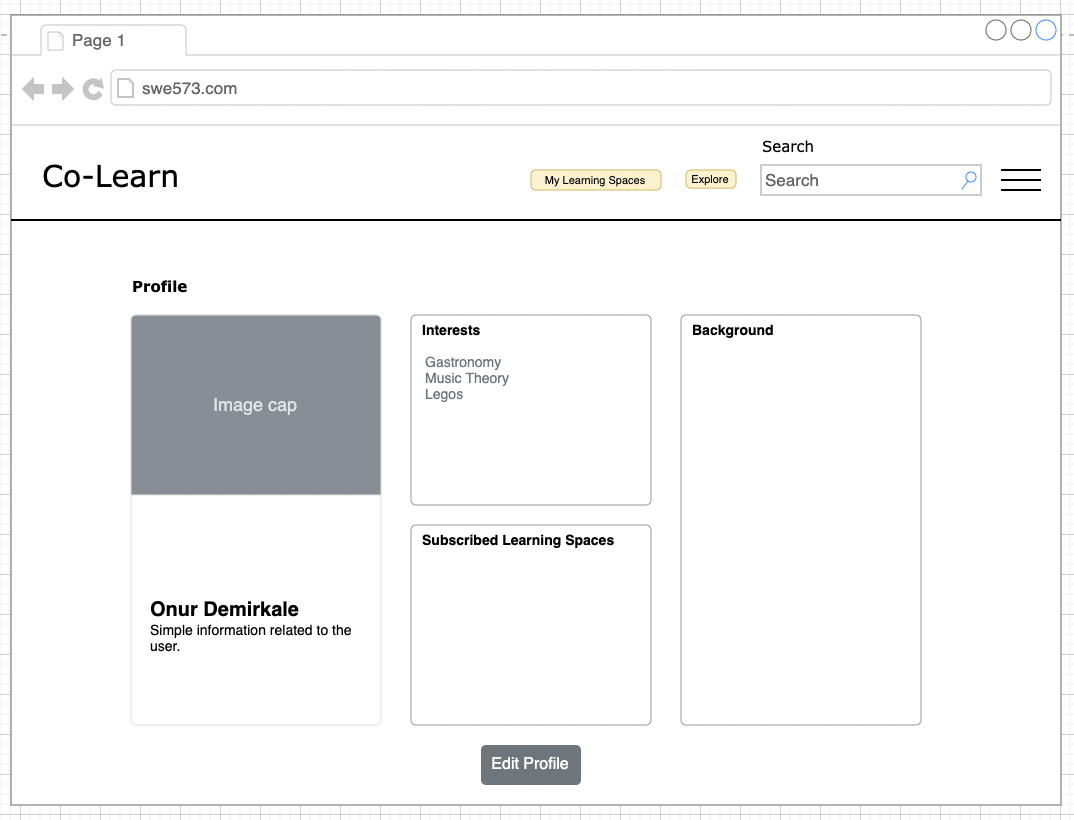 Page 1
swe573.com
Co-Learn
My Learning Spaces
Explore
Search
Search
Profile
Image cap
Onur Demirkale
Simple information related to the
user.
Interests
Gastronomy
Music Theory
Legos
Subscribed Learning Spaces
Background
Edit Profile